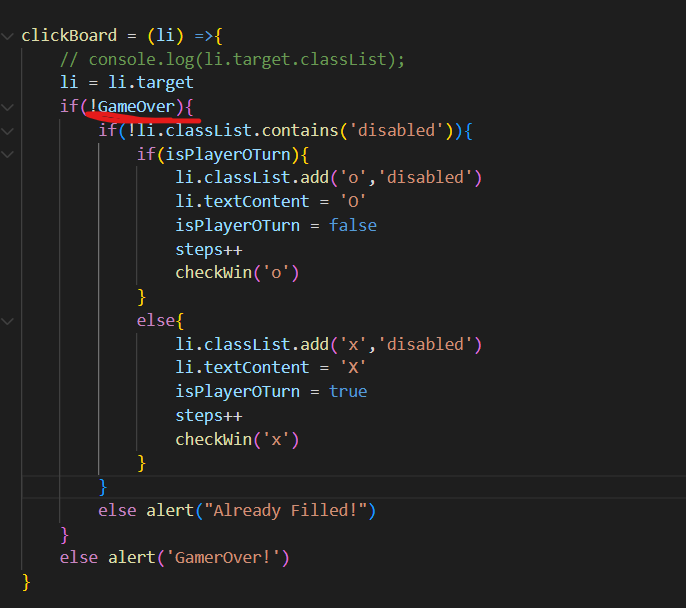 clickBoard = (li) =>{
// console.log(li.target.classList);
li = li.target
if(!GameOver){
if(!li.classList.contains('disabled')){
if(isPlayerOTurn){
li.classList.add('o','disabled')
li.textContent = 'O'
isPlayerOTurn = false
steps++
checkWin('o')
}
else{
li.classList.add('x','disabled')
li.textContent = 'X'
isPlayerOTurn = true
steps++
checkWin('x')
}
}
else alert("Already Filled!")
}
else alert('GamerOver!')
}